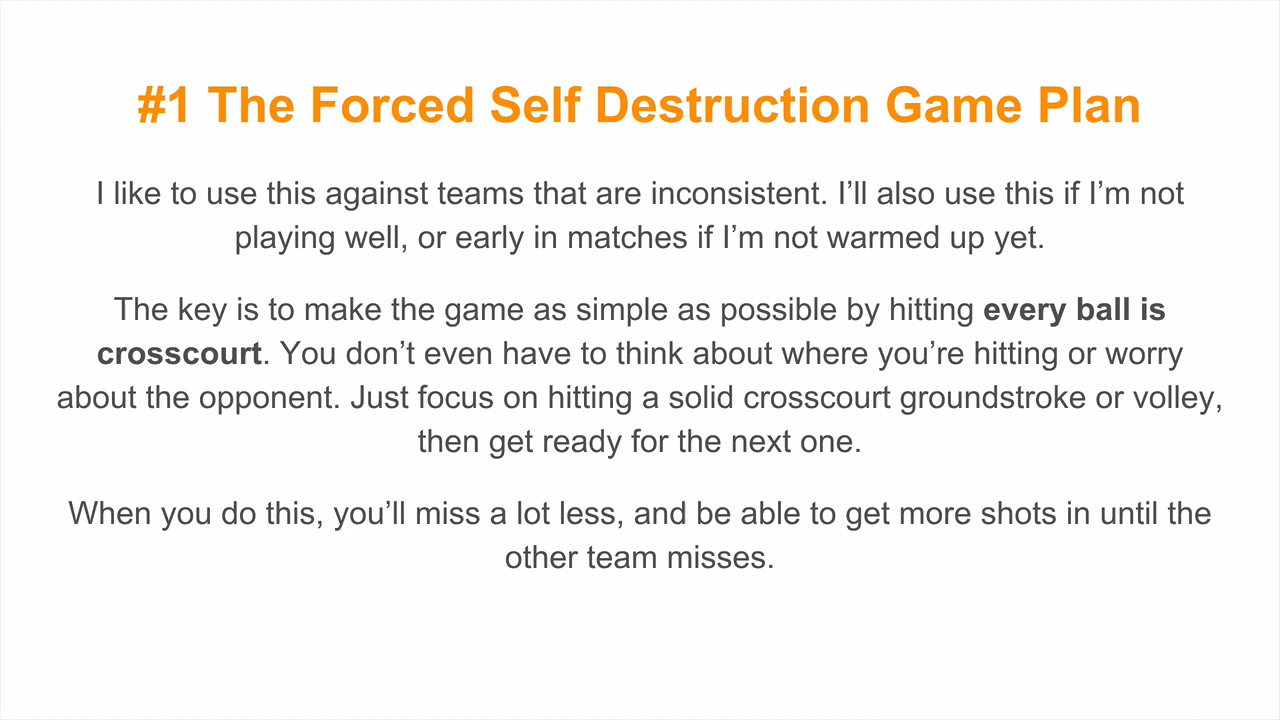 #1 The Forced Self Destruction Game Plan
I like to use this against teams that are inconsistent. I’ll also use this if I’m not
playing well, or early in matches if I’m not warmed up yet.
The key is to make the game as simple as possible by hitting every ball is
crosscourt. You don’t even have to think about where you’re hitting or worry
about the opponent. Just focus on hitting a solid crosscourt groundstroke or volley,
then get ready for the next one.
When you do this, you’ll miss a lot less, and be able to get more shots in until the
other team misses.